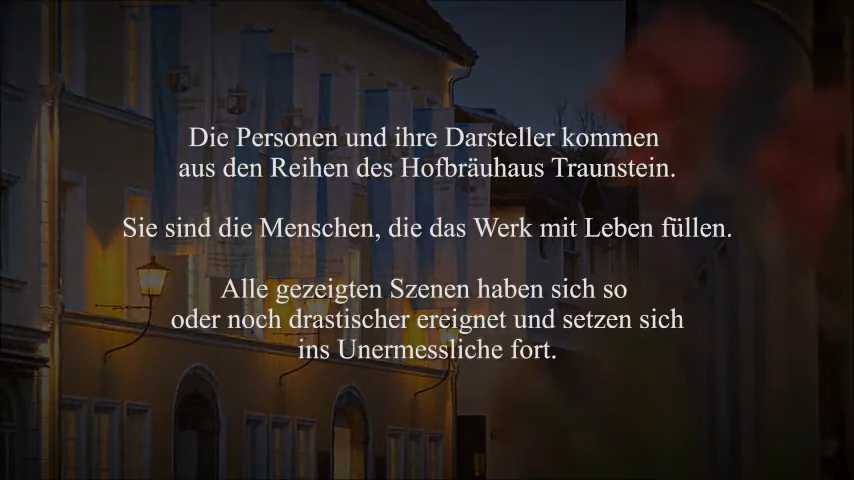 Die Personen und ihre Darsteller kommen
aus den Reihen des Hofbräuhaus Traunstein.
Sie sind die Menschen, die das Werk mit Leben füllen.
Alle gezeigten Szenen haben sich so
oder noch drastischer ereignet und setzen sich
ins Unermessliche fort.